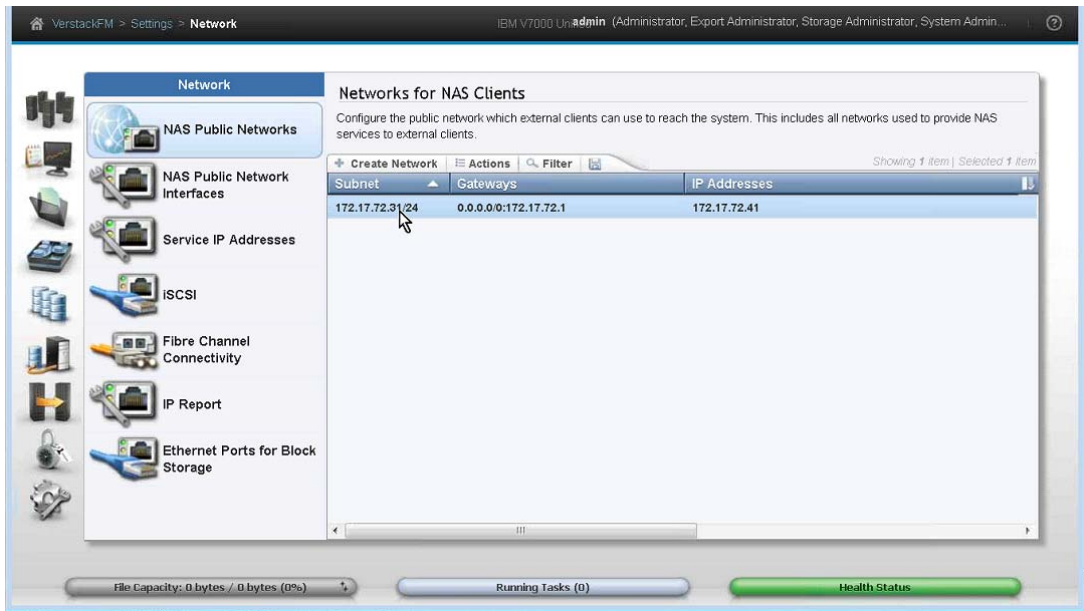 VerstackFM > Settings > Network
IBM V7000 Un
admin (Administrator, Export Administrator, Storage Administrator, System Admin...
?
Network
NAS Public Networks
NAS Public Network
Interfaces
Service IP Addresses
iSCSI
Fibre Channel
Connectivity
IP Report
Ethernet Ports for Block
Storage
Networks for NAS Clients
Configure the public network which external clients can use to reach the system. This includes all networks used to provide NAS
services to external clients.
Create Network Actions Filter
Showing 1 item | Selected 1 item
Subnet Gateways IP Addresses
172.17.72.31/24 0.0.0.0/0:172.17.72.1 172.17.72.41
File Capacity: 0 bytes / 0 bytes (0%) Running Tasks (0) Health Status